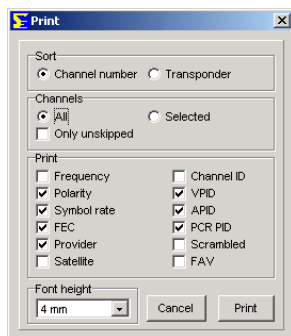 Print
Sort
Channel number Transponder
Channels
All Selected
Only unskipped
Print
Frequency Channel ID
Polarity VPID
Symbol rate APID
FEC PCR PID
Provider Scrambled
Satellite FAV
Font height
4 mm Cancel Print